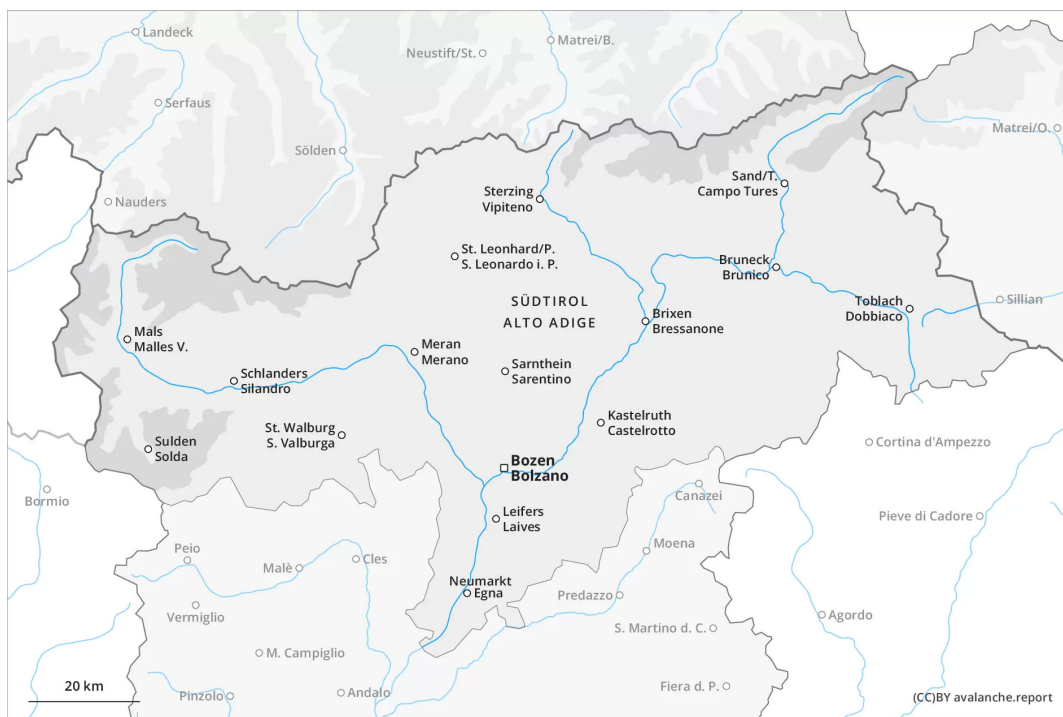 Landeck
Neustift/St.
Matrei/B.
Serfaus
Matrei/O.
Sölden
Nauders
Sand/T.
Campo Tures
Sterzing
Vipiteno
St. Leonhard/P.
S. Leonardo i. P.
Bruneck
Brunico
SÜDTIROL
ALTO ADIGE
Toblach
Dobbiaco
Sillian
Brixen
Bressanone
Mals
Malles V.
Meran
Merano
Sarnthein
Sarentino
Schlanders
Silandro
Kastelruth
Castelrotto
St. Walburg
S. Valburga
Sulden
Solda
Cortina d'Ampezzo
Bozen
Bolzano
Bormio
Canazei
Leifers
Laives
Pieve di Cadore
Peio
Cles
Moena
Malè
Neumarkt
Egna
Predazzo
Vermiglio
Agordo
S. Martino d. C.
M. Campiglio
20 km
Pinzolo
Andalo
Fiera d. P.
(CC)BY avalanche.report